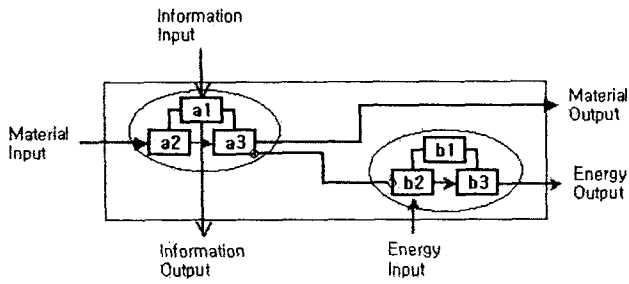 Information
Input
a1
Material
Input
a2
a3
Material
Output
b1
b2
b3
Energy
Output
Information
Output
Energy
Input